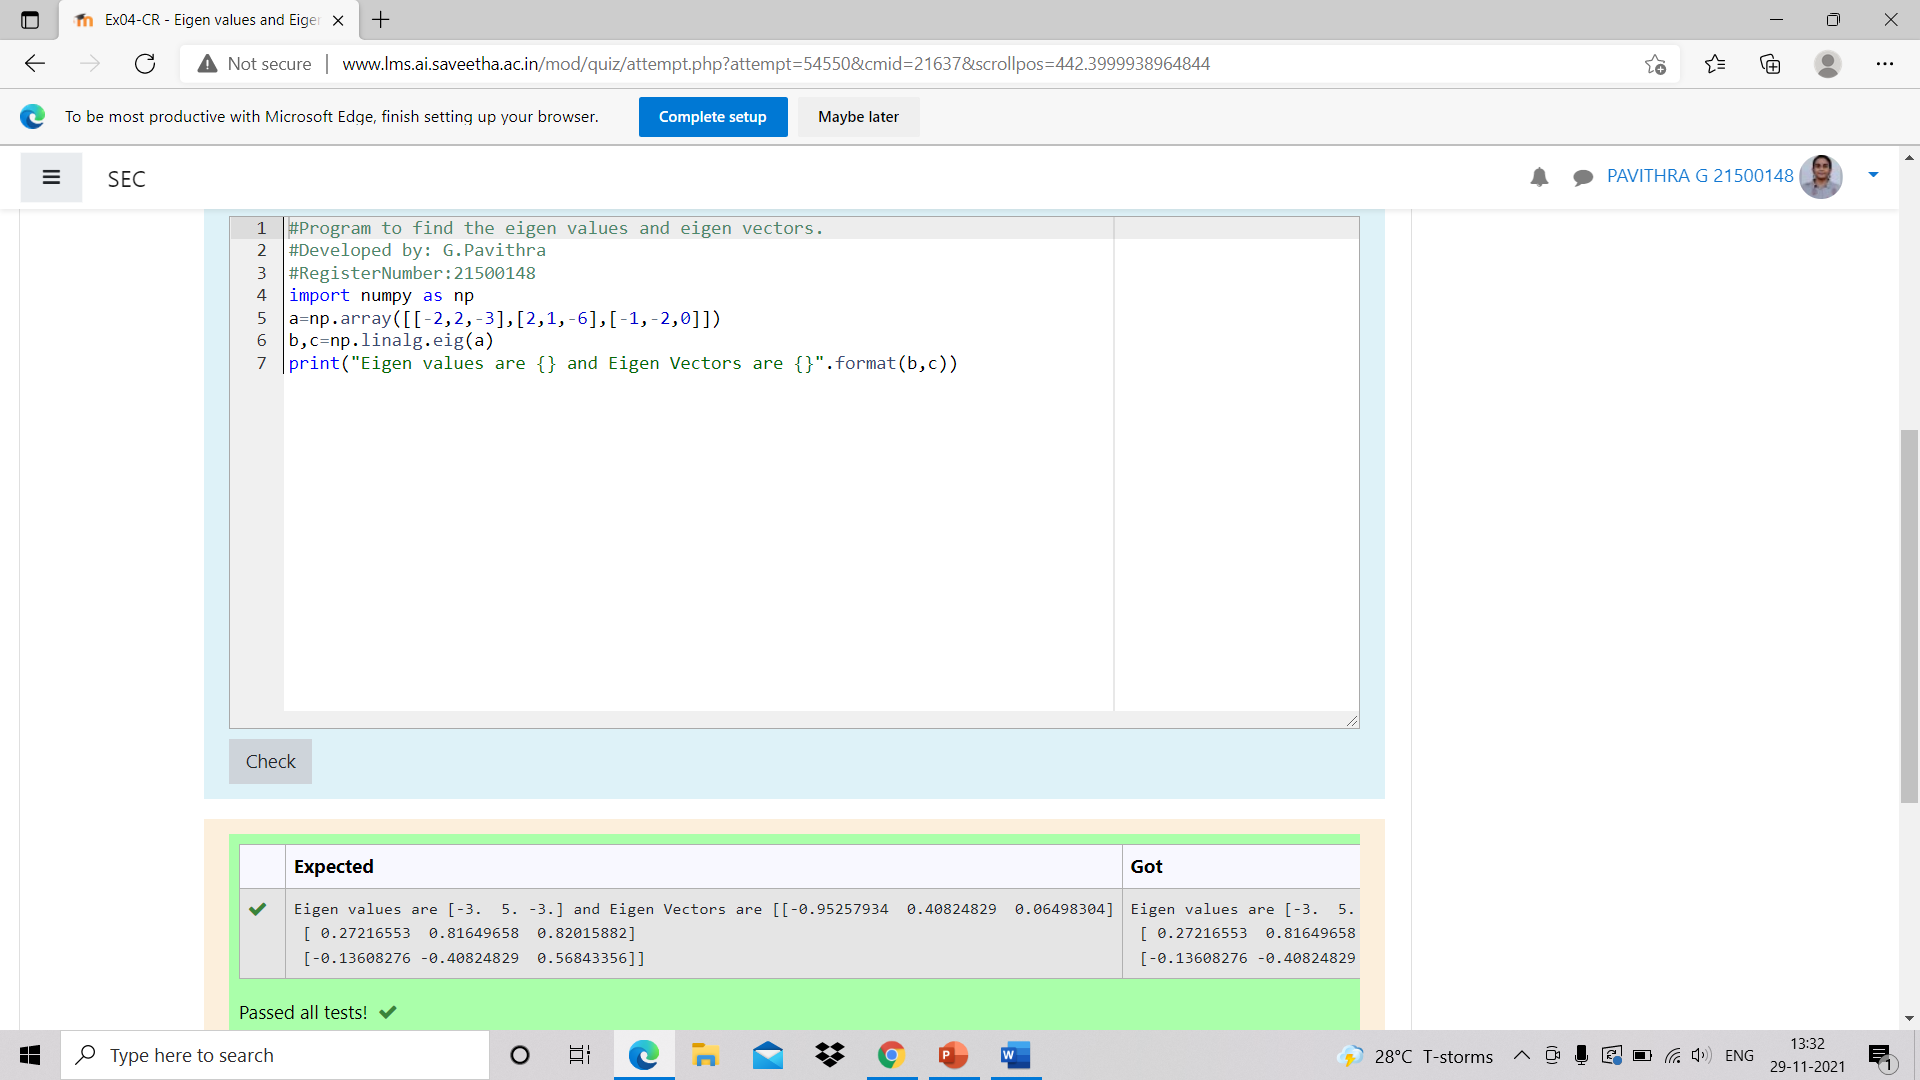 Ex04-CR - Eigen values and Eige
Not secure
www.lms.ai.saveetha.ac.in/mod/quiz/attempt.php?attempt=54550&cmid=21637&scrollpos=442.3999938964844
To be most productive with Microsoft Edge, finish setting up your browser.
Complete setup
Maybe later
SEC
PAVITHRA G 21500148
1 #Program to find the eigen values and eigen vectors.
2 #Developed by: G.Pavithra
3 #RegisterNumber:21500148
4 import numpy as np
5 a=np.array([[-2,2,-3],[2,1,-6],[-1,-2,0]])
6 b,c=np.linalg.eig(a)
7 print("Eigen values are {} and Eigen Vectors are {}".format(b,c))
Check
Expected Got
Eigen values are [-3.  5. -3.] and Eigen Vectors are [[-0.95257934  0.40824829  0.06498304] Eigen values are [-3.  5.
[ 0.27216553  0.81649658  0.82015882] [ 0.27216553  0.81649658
[-0.13608276 -0.40824829  0.56843356]] [-0.13608276 -0.40824829
Passed all tests!
Type here to search
28°C T-storms
ENG
13:32
29-11-2021
1